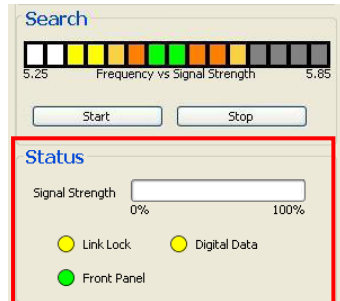 Search
5.25 Frequency vs Signal Strength 5.85
Start Stop
Status
Signal Strength
0% 100%
Link Lock Digital Data
Front Panel